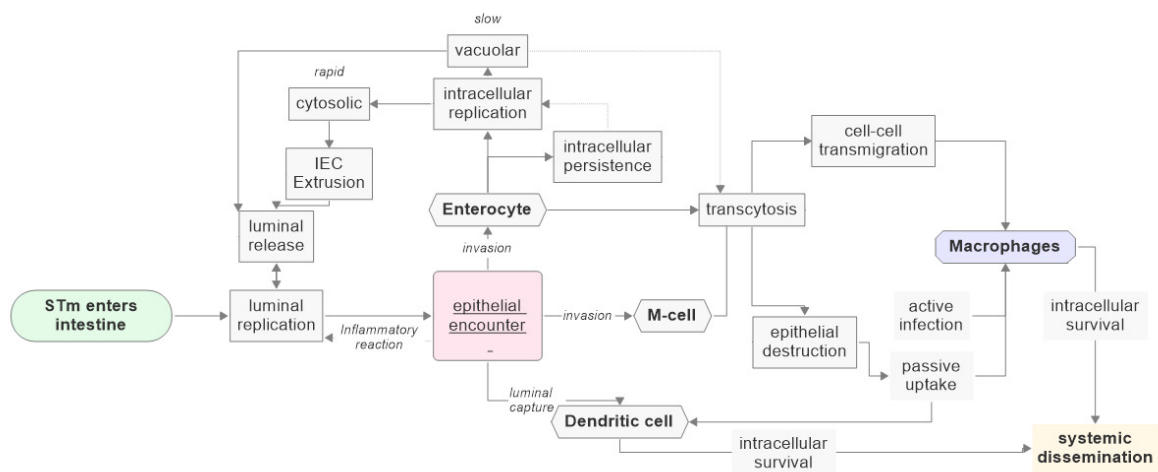 slow
vacuolar
rapid
cytosolic
intracellular
replication
cell-cell
transmigration
IEC
Extrusion
intracellular
persistence
Enterocyte
transcytosis
luminal
release
invasion
Macrophages
STm enters
intestine
luminal
replication
Inflammatory
reaction
epithelial
encounter
-
invasion
M-cell
active
infection
intracellular
survival
epithelial
destruction
passive
uptake
luminal
capture
Dendritic cell
intracellular
survival
systemic
dissemination